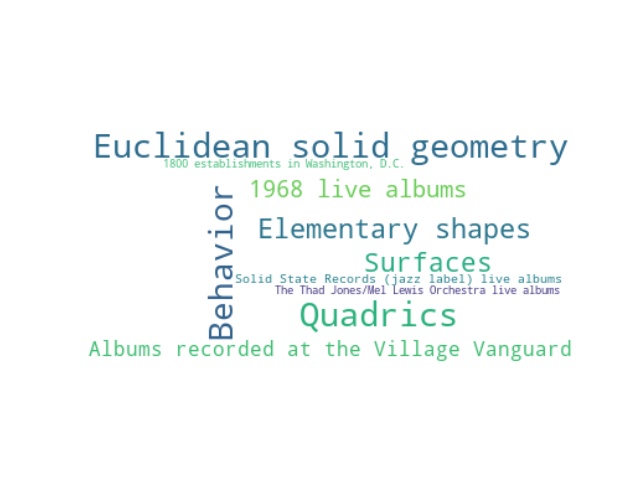 Euclidean solid geometry
1800 establishments in Washington, D.C.
1968 live albums
Behavior
Elementary shapes
Surfaces
Solid State Records (jazz label) live albums
The Thad Jones/Mel Lewis Orchestra live albums
Quadrics
Albums recorded at the Village Vanguard